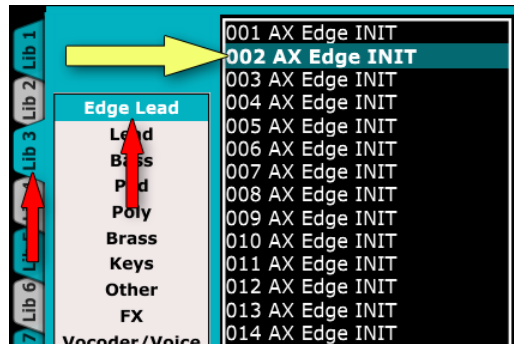 Lib 1
Lib 2
Lib 3
Lib 6
7
Edge Lead
Lead
Bass
Pad
Poly
Brass
Keys
Other
FX
Vocoder/Voice
001 AX Edge INIT
002 AX Edge INIT
003 AX Edge INIT
004 AX Edge INIT
005 AX Edge INIT
006 AX Edge INIT
007 AX Edge INIT
008 AX Edge INIT
009 AX Edge INIT
010 AX Edge INIT
011 AX Edge INIT
012 AX Edge INIT
013 AX Edge INIT
014 AX Edge INIT